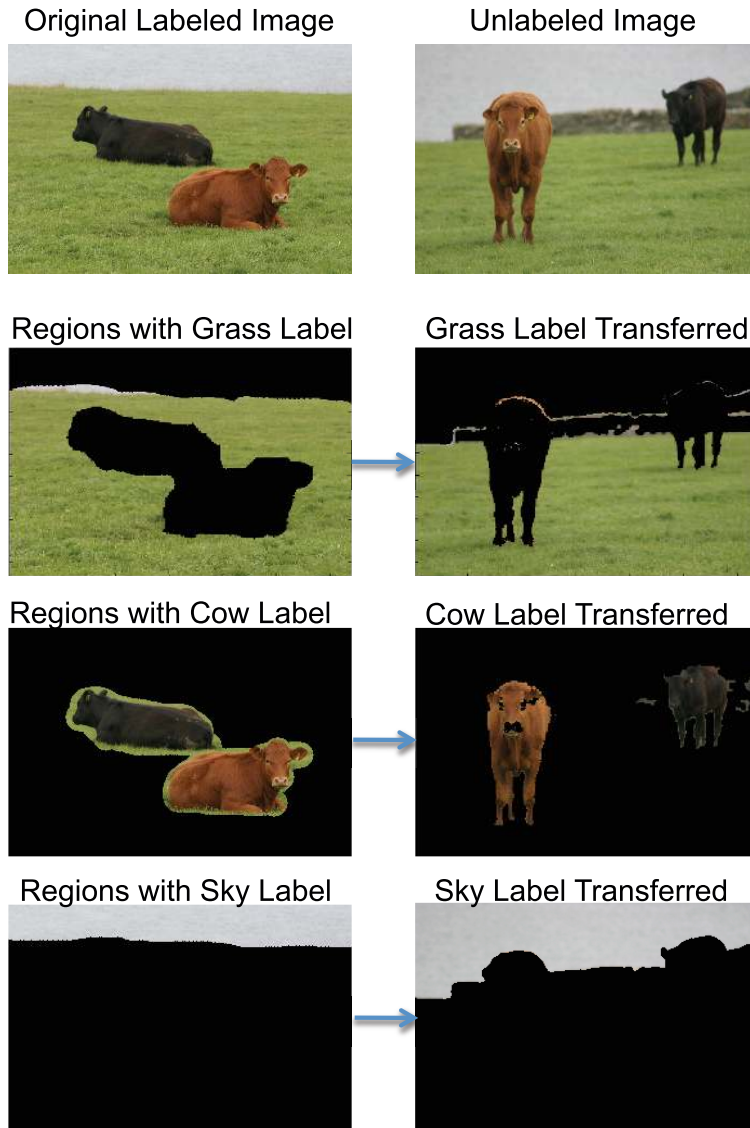 Original Labeled Image
Unlabeled Image
Regions with Grass Label
Grass Label Transferred
Regions with Cow Label
Cow Label Transferred
Regions with Sky Label
Sky Label Transferred